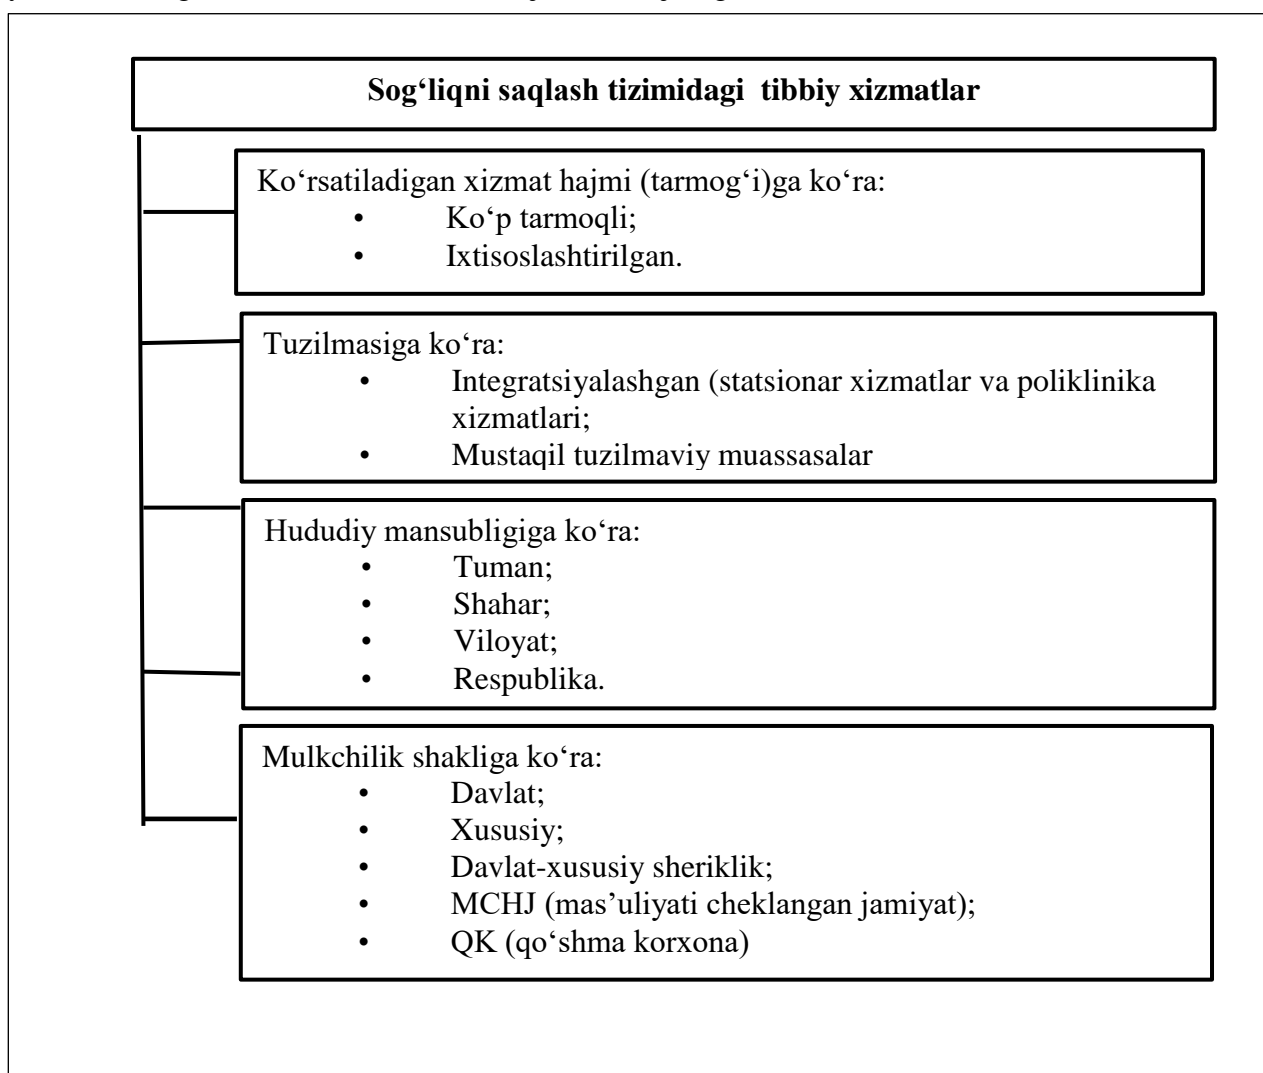 Sog‘liqni saqlash tizimidagi tibbiy xizmatlar
Ko‘rsatiladigan xizmat hajmi (tarmog‘i)ga ko‘ra:
• Ko‘p tarmoqli;
• Ixtisoslashtirilgan.
Tuzilmasiga ko‘ra:
• Integratsiyalashgan (statsionar xizmatlar va poliklinika
xizmatlari;
• Mustaqil tuzilmaviy muassasalar
Hududiy mansubligiga ko‘ra:
• Tuman;
• Shahar;
• Viloyat;
• Respublika.
Mulkchilik shakliga ko‘ra:
• Davlat;
• Xususiy;
• Davlat-xususiy sheriklik;
• MCHJ (mas’uliyati cheklangan jamiyat);
• QK (qo‘shma korxona)